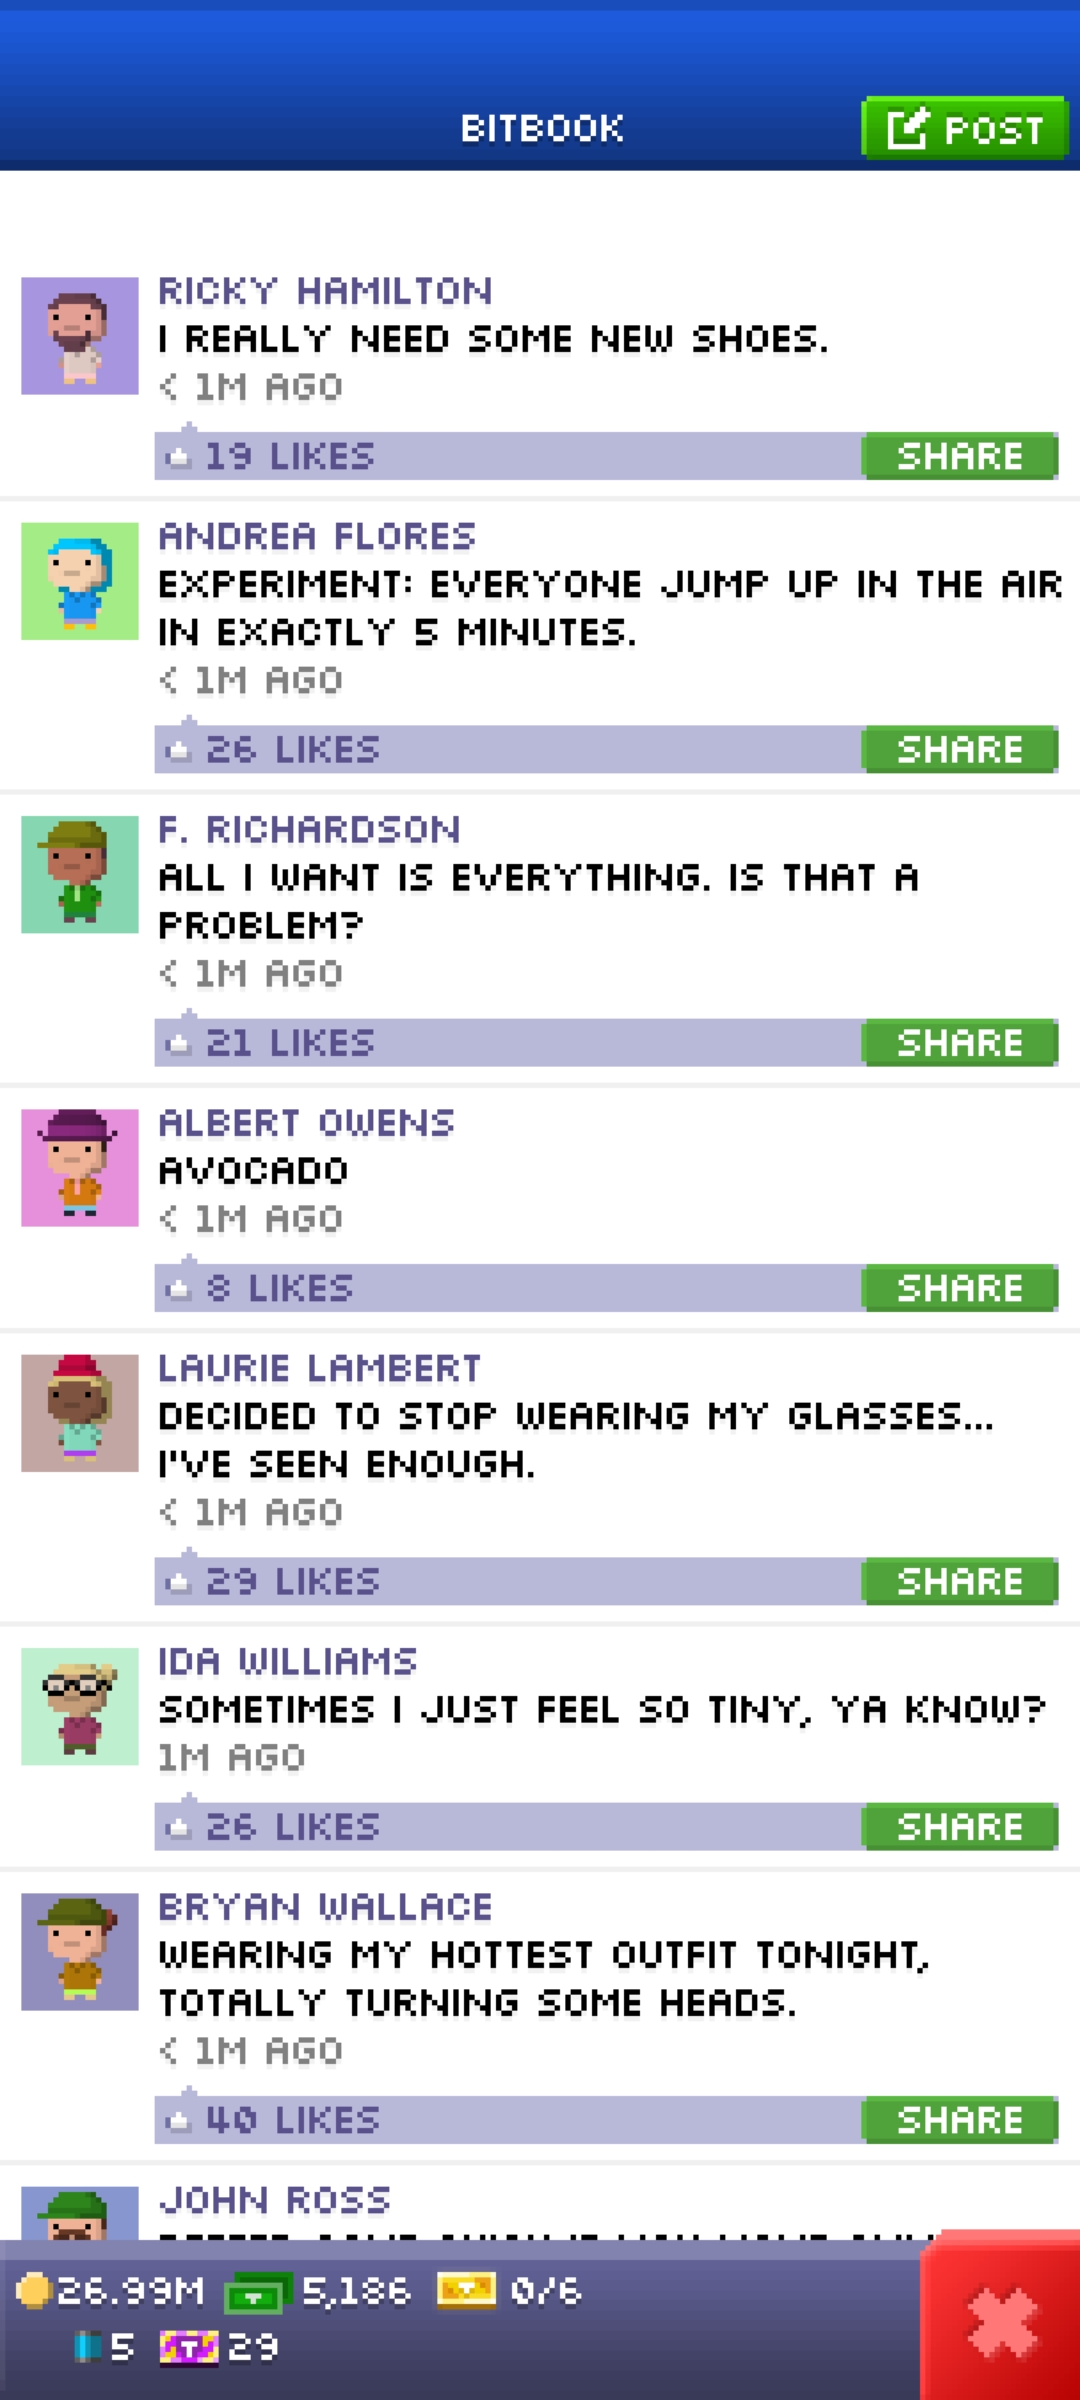 BITBOOK
POST
RICKY HAMILTON
I REALLY NEED SOME NEW SHOES.
< 1M AGO
19 LIKES
SHARE
ANDREA FLORES
EXPERIMENT: EVERYONE JUMP UP IN THE AIR
IN EXACTLY 5 MINUTES.
< 1M AGO
26 LIKES
SHARE
F. RICHARDSON
ALL I WANT IS EVERYTHING. IS THAT A
PROBLEM?
< 1M AGO
21 LIKES
SHARE
ALBERT OWENS
AVOCADO
< 1M AGO
8 LIKES
SHARE
LAURIE LAMBERT
DECIDED TO STOP WEARING MY GLASSES...
I'VE SEEN ENOUGH.
< 1M AGO
29 LIKES
SHARE
IDA WILLIAMS
SOMETIMES I JUST FEEL SO TINY, YA KNOW?
1M AGO
26 LIKES
SHARE
BRYAN WALLACE
WEARING MY HOTTEST OUTFIT TONIGHT,
TOTALLY TURNING SOME HEADS.
< 1M AGO
40 LIKES
SHARE
JOHN ROSS
26.99M 5,186 0/6
5 T 29